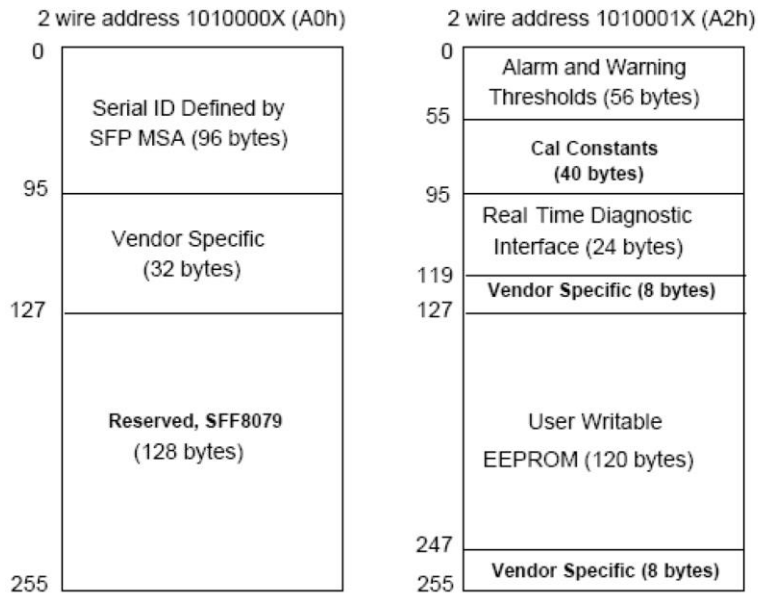 2 wire address 1010000X (A0h)
0
Serial ID Defined by
SFP MSA (96 bytes)
95
Vendor Specific
(32 bytes)
127
Reserved, SFF8079
(128 bytes)
255
2 wire address 1010001X (A2h)
0
Alarm and Warning
Thresholds (56 bytes)
55
Cal Constants
(40 bytes)
95
Real Time Diagnostic
Interface (24 bytes)
119
Vendor Specific (8 bytes)
127
User Writable
EEPROM (120 bytes)
247
Vendor Specific (8 bytes)
255